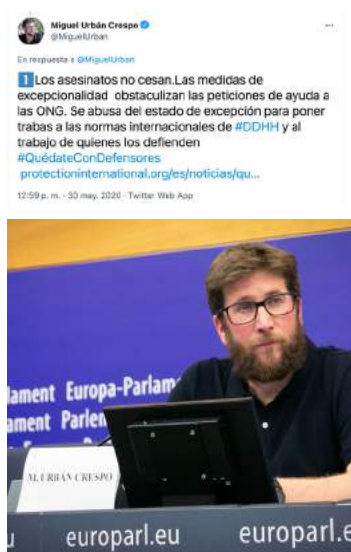 Miguel Urbán Crespo
@MiguelUrban
En respuesta a @MiguelUrban
1 Los asesinatos no cesan.Las medidas de
excepcionalidad obstaculizan las peticiones de ayuda a
las ONG. Se abusa del estado de excepción para poner
trabas a las normas internacionales de #DDHH y al
trabajo de quienes los defienden
#QuédateConDefensores
protectioninternational.org/es/noticias/qu...
12:59 p. m. · 30 may. 2020 · Twitter Web App
lament Europa-Parlam
ament Parlem
M. URBÁN CRESPO
europarl.eu
europarl.e